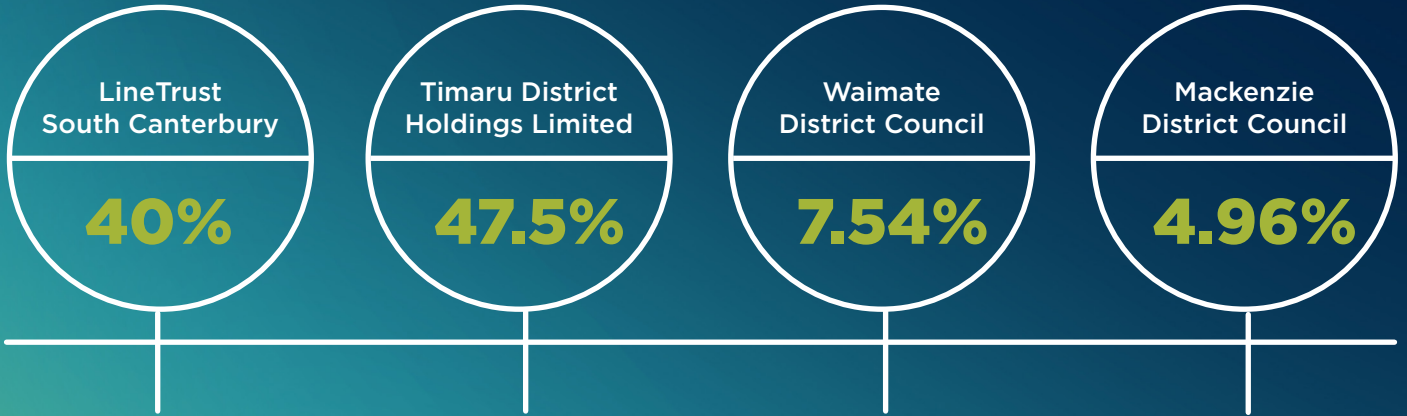 LineTrust
South Canterbury
40%
Timaru District
Holdings Limited
47.5%
Waimate
District Council
7.54%
Mackenzie
District Council
4.96%